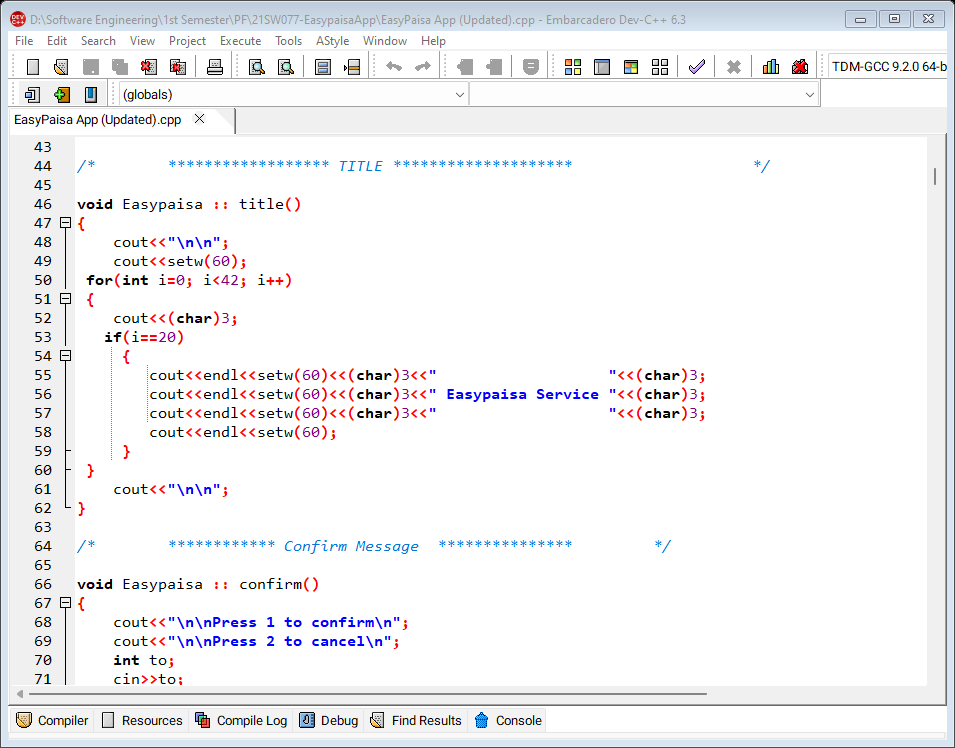 D:\Software Engineering\1st Semester\PF\21SW077-EasypaisaApp\EasyPaisa App (Updated).cpp - Embarcadero Dev-C++ 6.3
File Edit Search View Project Execute Tools AStyle Window Help
TDM-GCC 9.2.0 64-b
(globals)
EasyPaisa App (Updated).cpp
43
44 /*        ****************** TITLE ********************                    */
45
46 void Easypaisa :: title()
47 {
48     cout<<"\n\n";
49     cout<<setw(60);
50  for(int i=0; i<42; i++)
51  {
52     cout<<(char)3;
53    if(i==20)
54      {
55         cout<<endl<<setw(60)<<(char)3<<"                   "<<(char)3;
56         cout<<endl<<setw(60)<<(char)3<<" Easypaisa Service "<<(char)3;
57         cout<<endl<<setw(60)<<(char)3<<"                   "<<(char)3;
58         cout<<endl<<setw(60);
59      }
60  }
61     cout<<"\n\n";
62 }
63
64 /*        ************ Confirm Message  ***************         */
65
66 void Easypaisa :: confirm()
67 {
68     cout<<"\n\nPress 1 to confirm\n";
69     cout<<"\n\nPress 2 to cancel\n";
70     int to;
71     cin>>to;
Compiler Resources Compile Log Debug Find Results Console